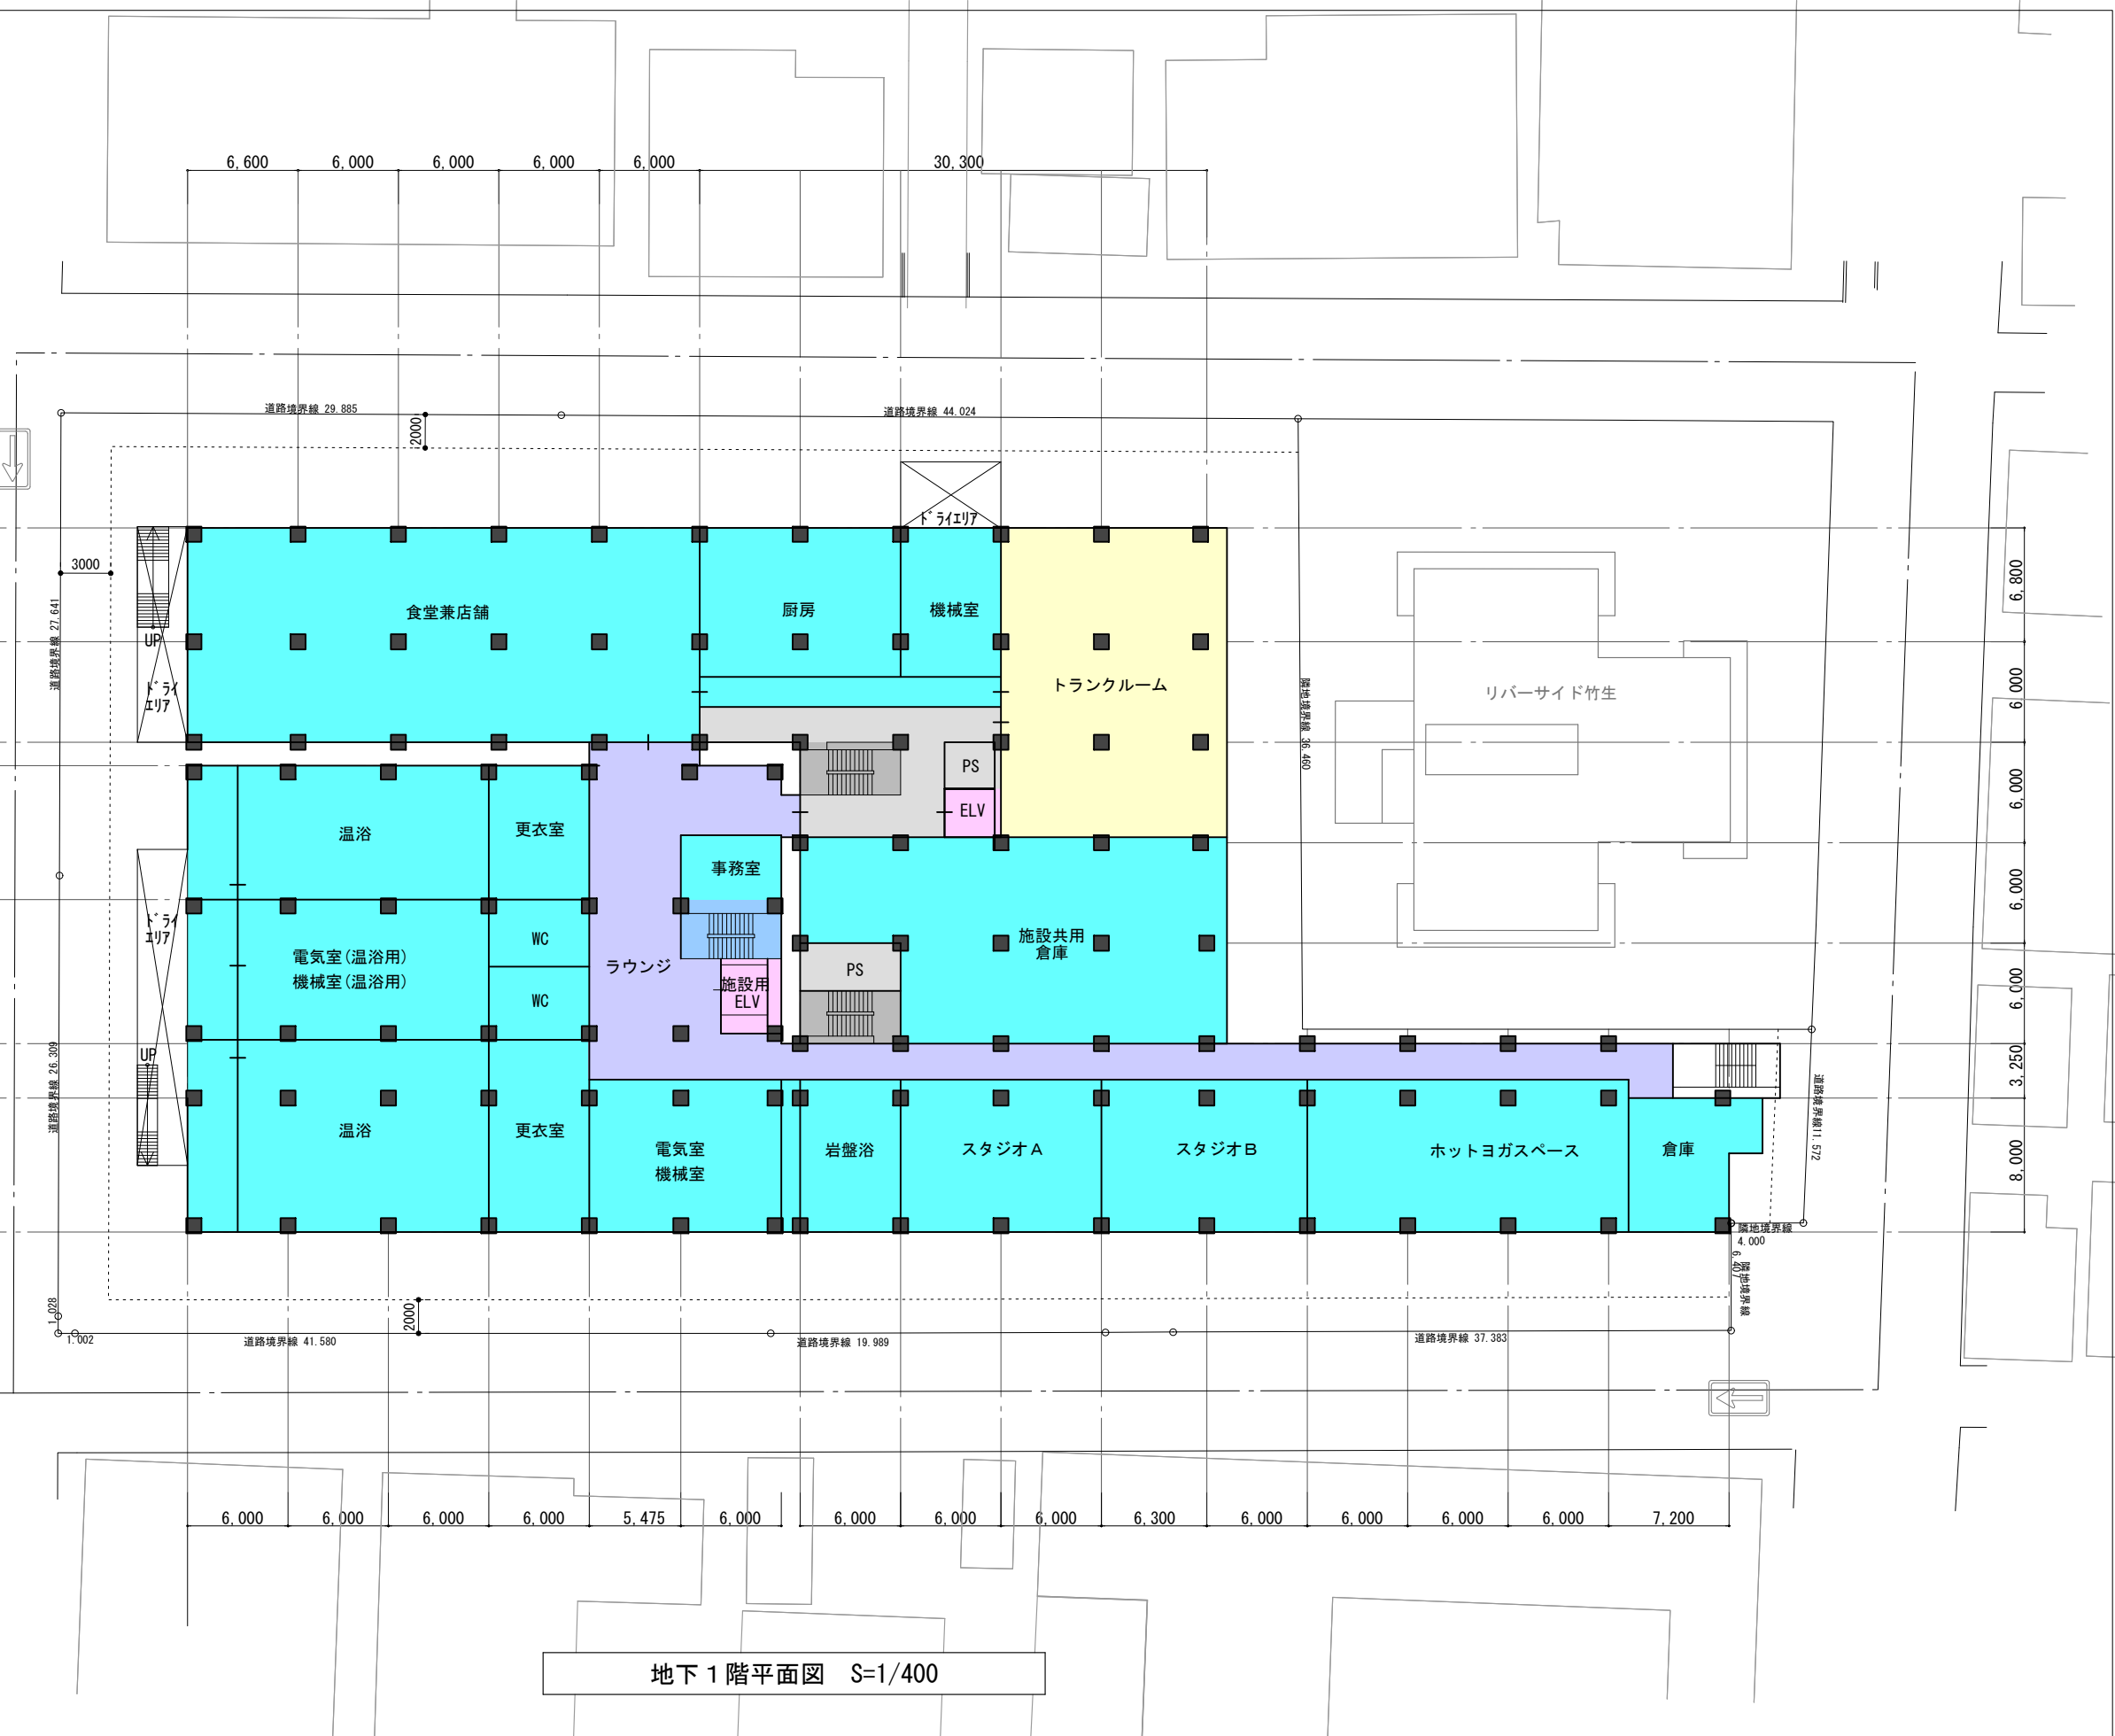 6,600 6,000 6,000 6,000 6,000 30,300
道路境界線 29.885
道路境界線 44.024
2000
ﾄﾞﾗｲｴﾘｱ
3000
道路境界線 27.641
UP
ﾄﾞﾗｲ
ｴﾘｱ
食堂兼店舗
厨房
機械室
トランクルーム
隣地境界線 36.460
リバーサイド竹生
6,800
6,000
6,000
6,000
6,000
3,250
8,000
PS
ELV
温浴
更衣室
事務室
ﾄﾞﾗｲ
ｴﾘｱ
電気室(温浴用)
機械室(温浴用)
WC
WC
ラウンジ
施設用
ELV
PS
施設共用
倉庫
UP
道路境界線 26.309
温浴
更衣室
電気室
機械室
岩盤浴
スタジオA
スタジオB
ホットヨガスペース
倉庫
道路境界線11.572
隣地境界線
4.000
6.407
隣地境界線
1.028
1.002
道路境界線 41.580
2000
道路境界線 19.989
道路境界線 37.383
6,000 6,000 6,000 6,000 5,475 6,000 6,000 6,000 6,000 6,300 6,000 6,000 6,000 6,000 7,200
地下1階平面図 S=1/400